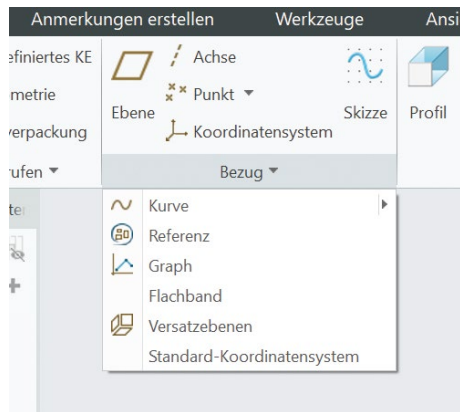 Anmerkungen erstellen Werkzeuge Ansi
efiniertes KE
metrie
verpackung
rufen
Ebene
Achse
Punkt
Koordinatensystem
Skizze
Profil
Bezug
Kurve
Referenz
Graph
Flachband
Versatzebenen
Standard-Koordinatensystem